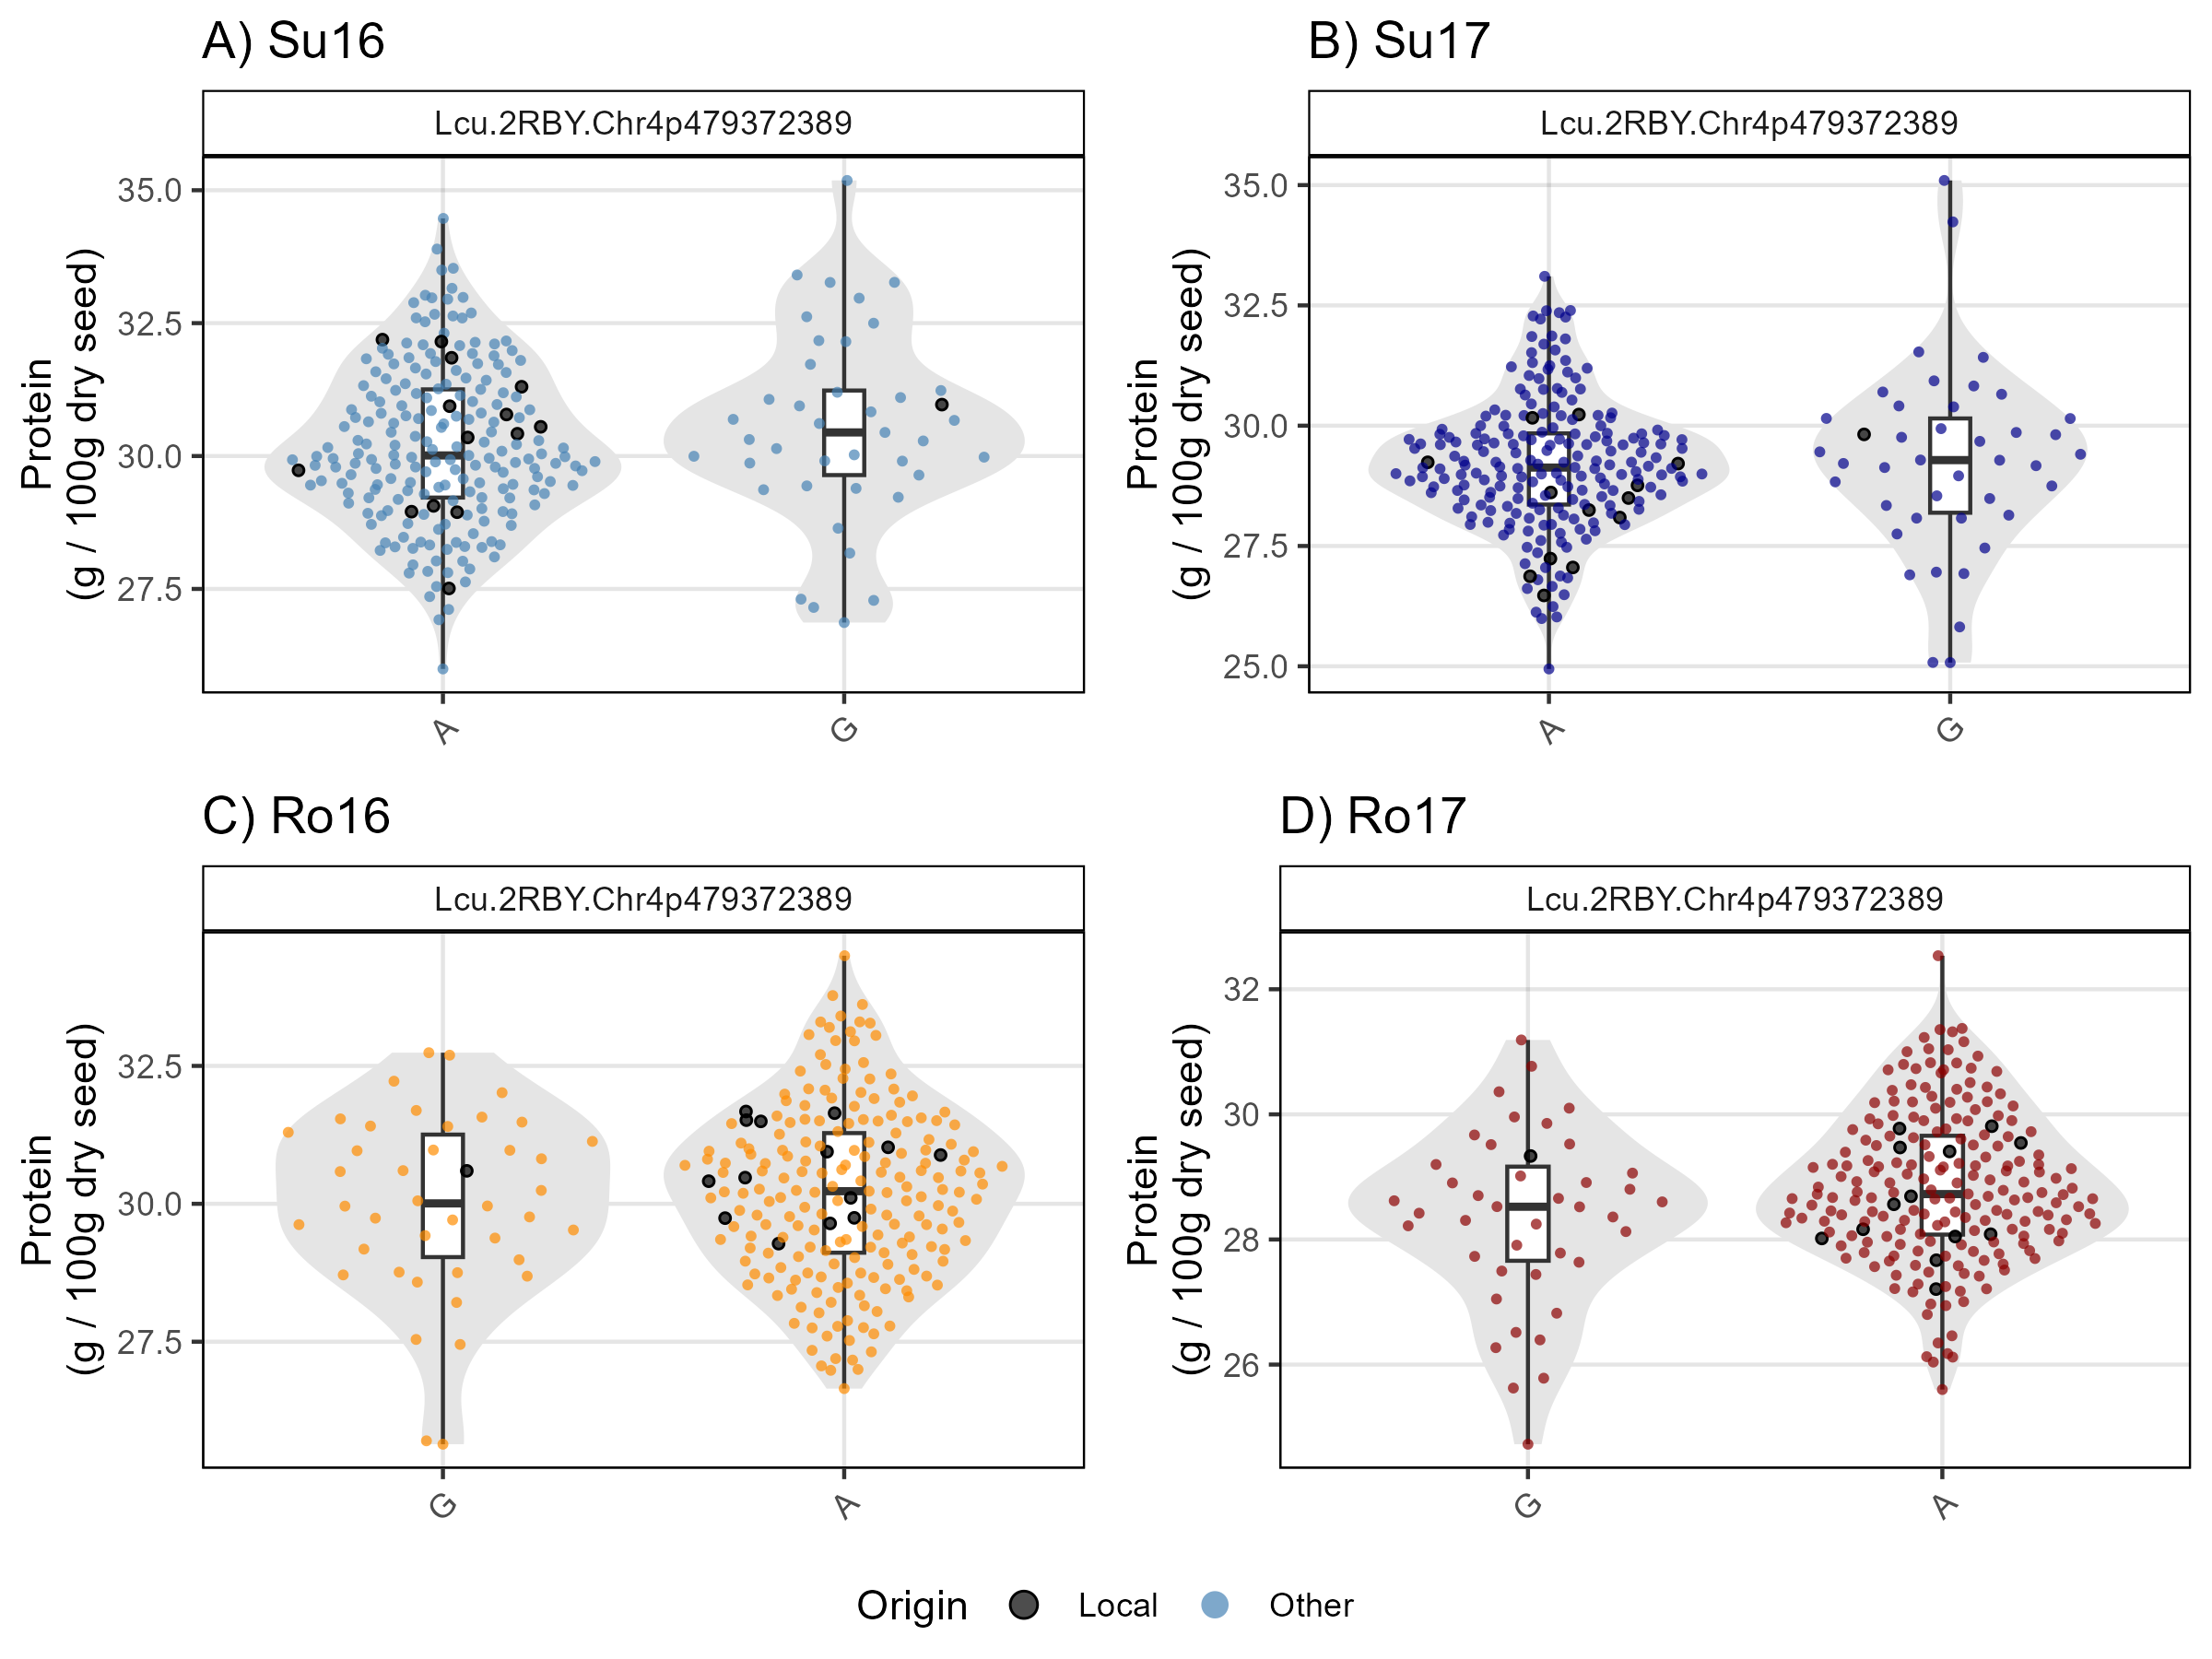 A) Su16
Lcu.2RBY.Chr4p479372389
Protein
(g / 100g dry seed)
35.0
32.5
30.0
27.5
A
G
B) Su17
Lcu.2RBY.Chr4p479372389
Protein
(g / 100g dry seed)
35.0
32.5
30.0
27.5
25.0
A
G
C) Ro16
Lcu.2RBY.Chr4p479372389
Protein
(g / 100g dry seed)
32.5
30.0
27.5
G
A
D) Ro17
Lcu.2RBY.Chr4p479372389
Protein
(g / 100g dry seed)
32
30
28
26
G
A
Origin
Local
Other